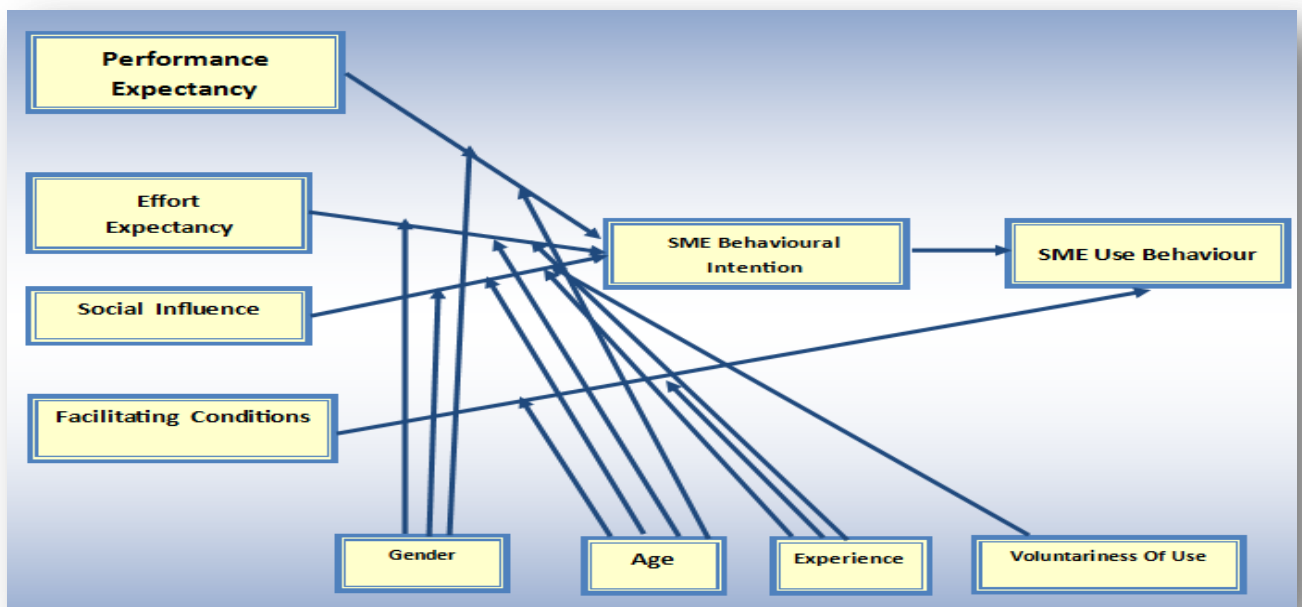 Performance
Expectancy
Effort
Expectancy
Social Influence
Facilitating Conditions
SME Behavioural
Intention
SME Use Behaviour
Gender
Age
Experience
Voluntariness Of Use